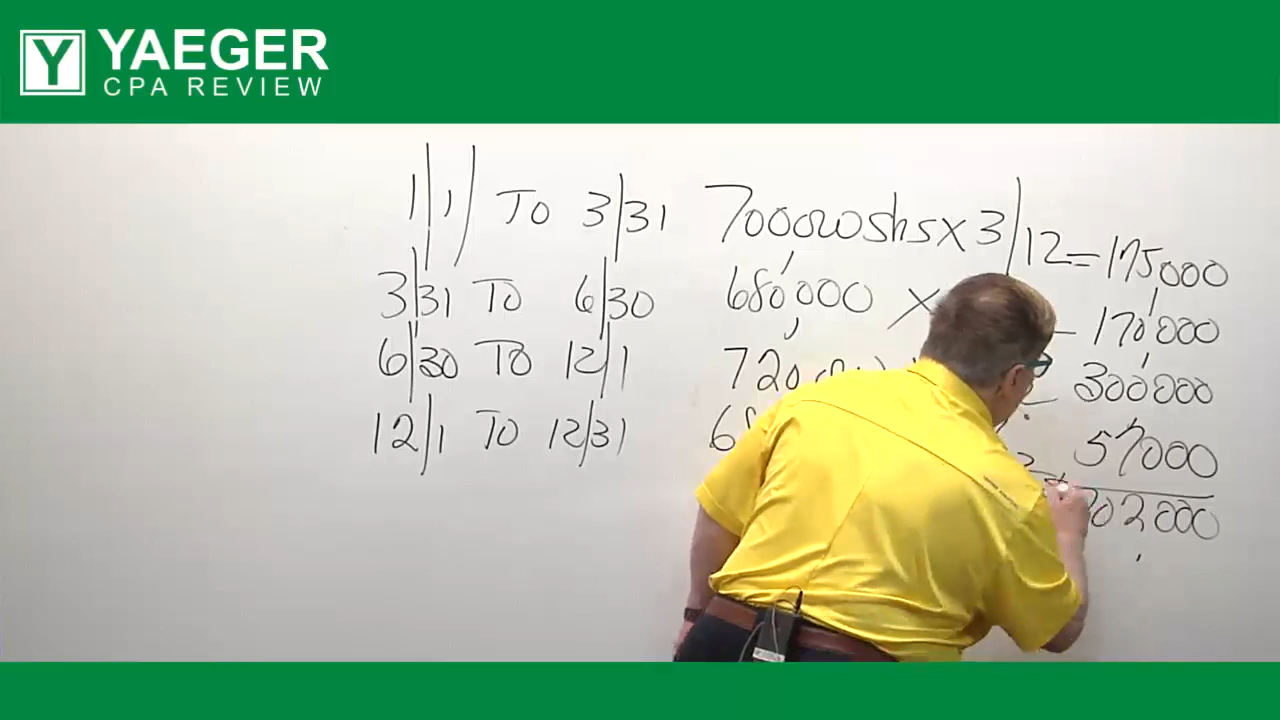 YAEGER
CPA REVIEW
1/1/ TO 3/31 700000 shs x 3/12 = 175,000
3/31 TO 6/30 680,000 x = 170,000
6/30 TO 12/1 720, = 300,000
12/1 TO 12/31 57,000
702,000